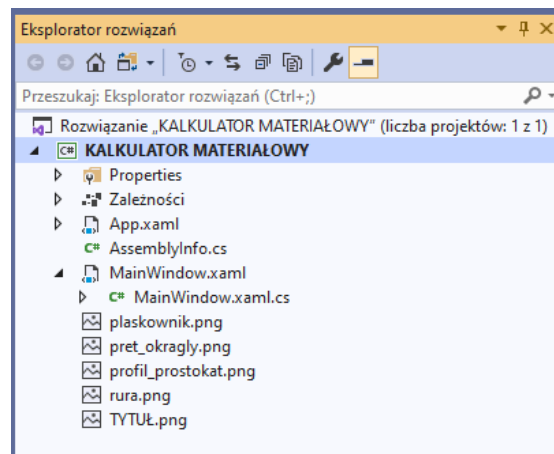 Eksplorator rozwiązań
Przeszukaj: Eksplorator rozwiązań (Ctrl+;)
Rozwiązanie „KALKULATOR MATERIAŁOWY" (liczba projektów: 1 z 1)
C# KALKULATOR MATERIAŁOWY
Properties
Zależności
App.xaml
C# AssemblyInfo.cs
MainWindow.xaml
C# MainWindow.xaml.cs
plaskownik.png
pret_okragly.png
profil_prostokat.png
rura.png
TYTUŁ.png